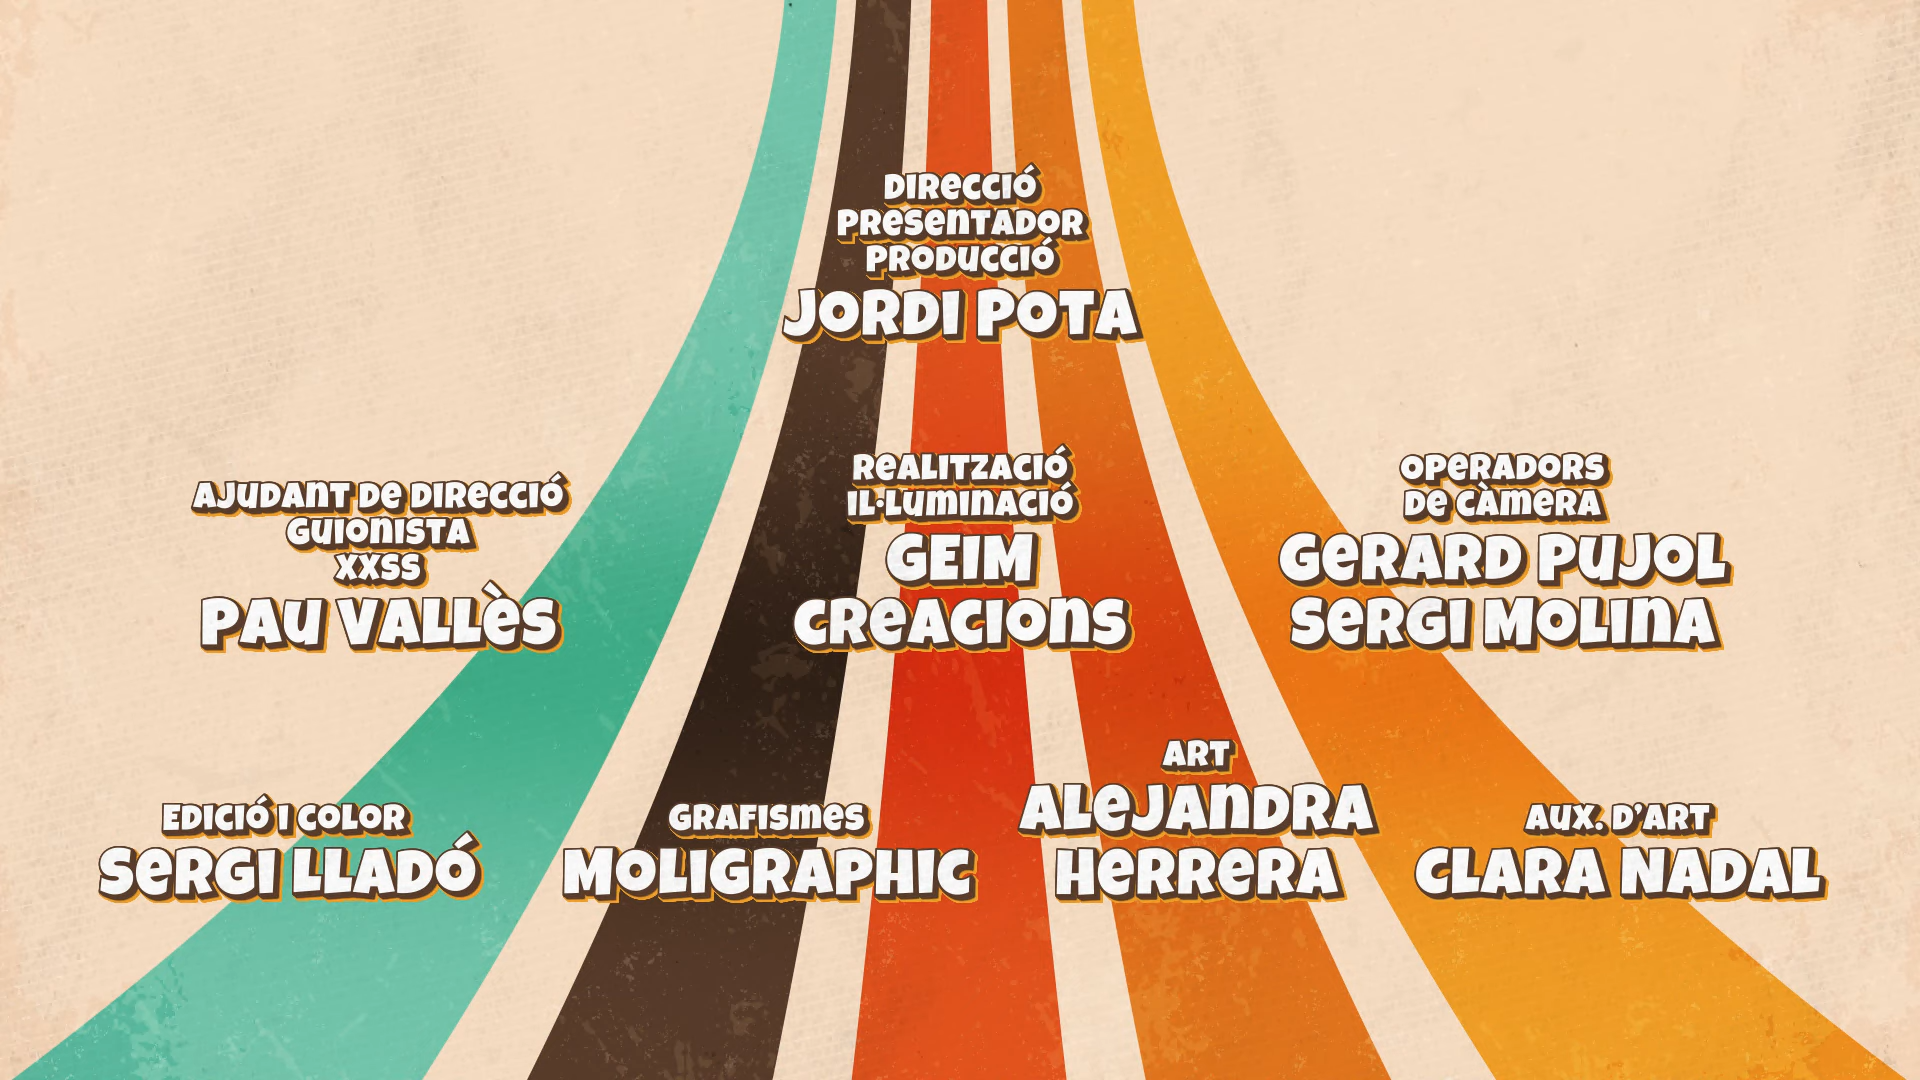 DIRECCIÓ
PRESENTADOR
PRODUCCIÓ
JORDI POTA
AJUDANT DE DIRECCIÓ
GUIONISTA
XXSS
PAU VALLÈS
REALITZACIÓ
IL·LUMINACIÓ
GEIM
CREACIONS
OPERADORS
DE CÀMERA
GERARD PUJOL
SERGI MOLINA
EDICIÓ I COLOR
SERGI LLADÓ
GRAFISMES
MOLIGRAPHIC
ART
ALEJANDRA
HERRERA
AUX. D'ART
CLARA NADAL